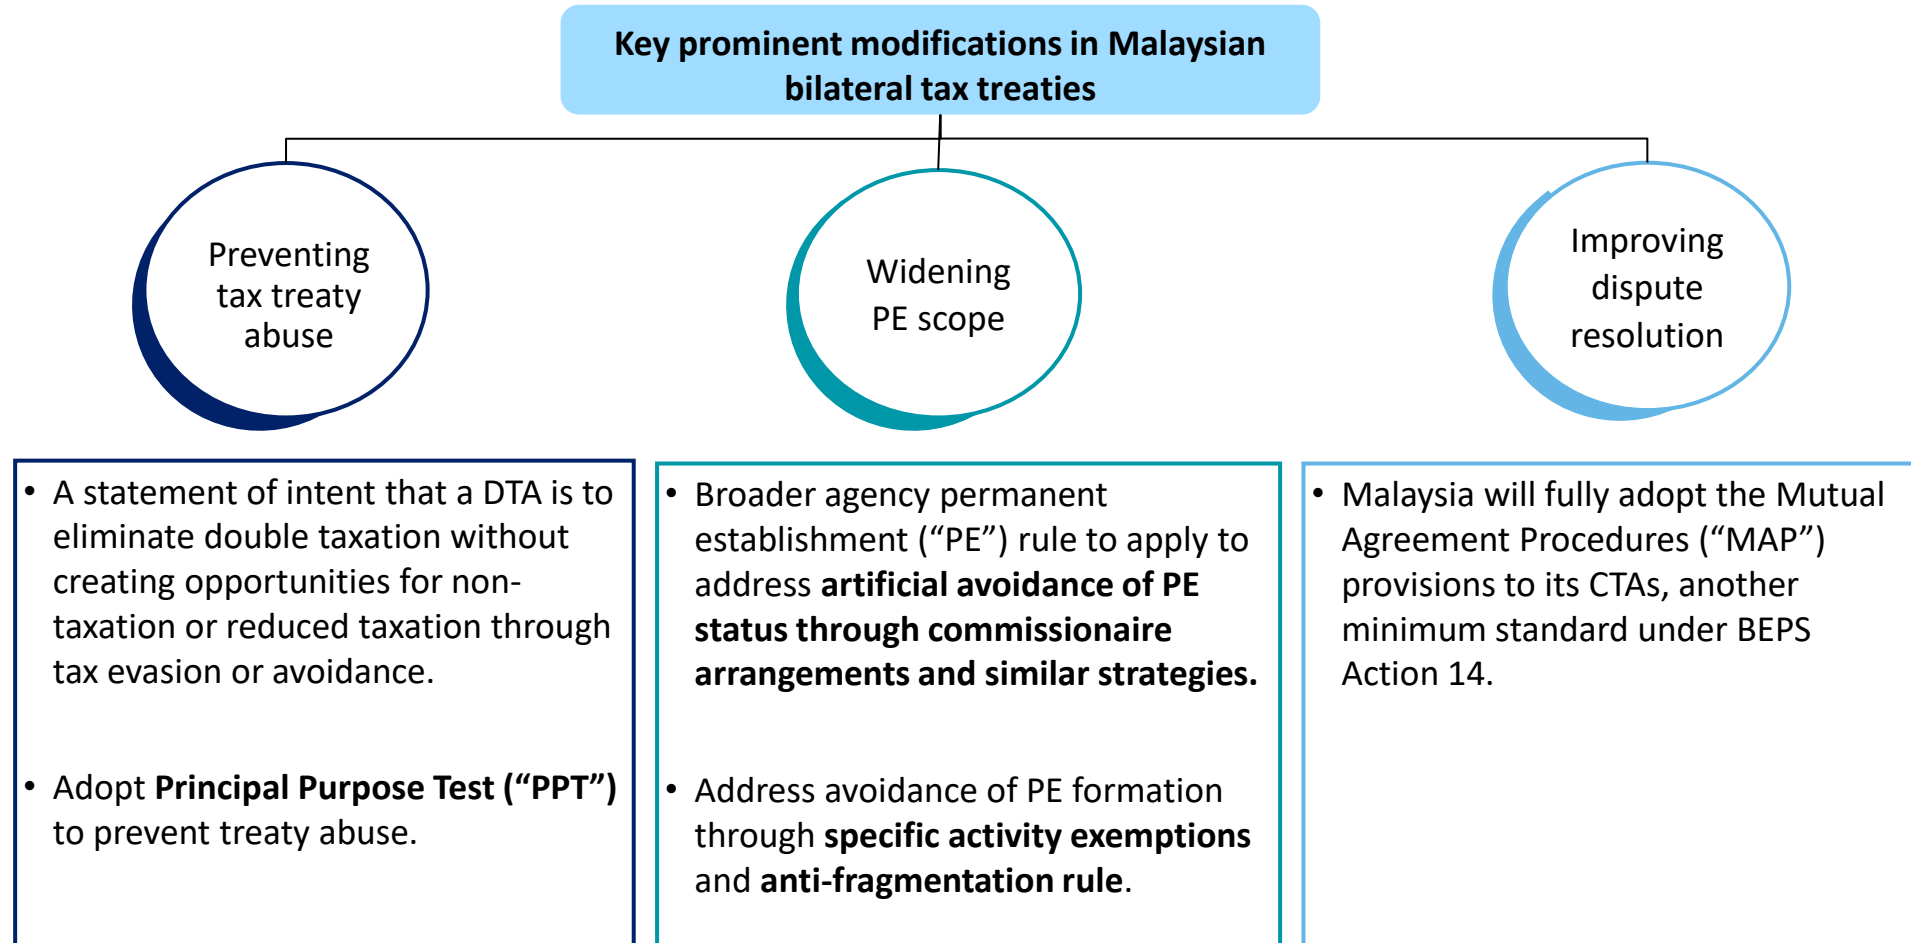 Key prominent modifications in Malaysian
bilateral tax treaties
Preventing
tax treaty
abuse
Widening
PE scope
Improving
dispute
resolution
• A statement of intent that a DTA is to
eliminate double taxation without
creating opportunities for non-
taxation or reduced taxation through
tax evasion or avoidance.
• Adopt Principal Purpose Test (“PPT”)
to prevent treaty abuse.
• Broader agency permanent
establishment (“PE”) rule to apply to
address artificial avoidance of PE
status through commissionaire
arrangements and similar strategies.
• Address avoidance of PE formation
through specific activity exemptions
and anti-fragmentation rule.
• Malaysia will fully adopt the Mutual
Agreement Procedures (“MAP”)
provisions to its CTAs, another
minimum standard under BEPS
Action 14.